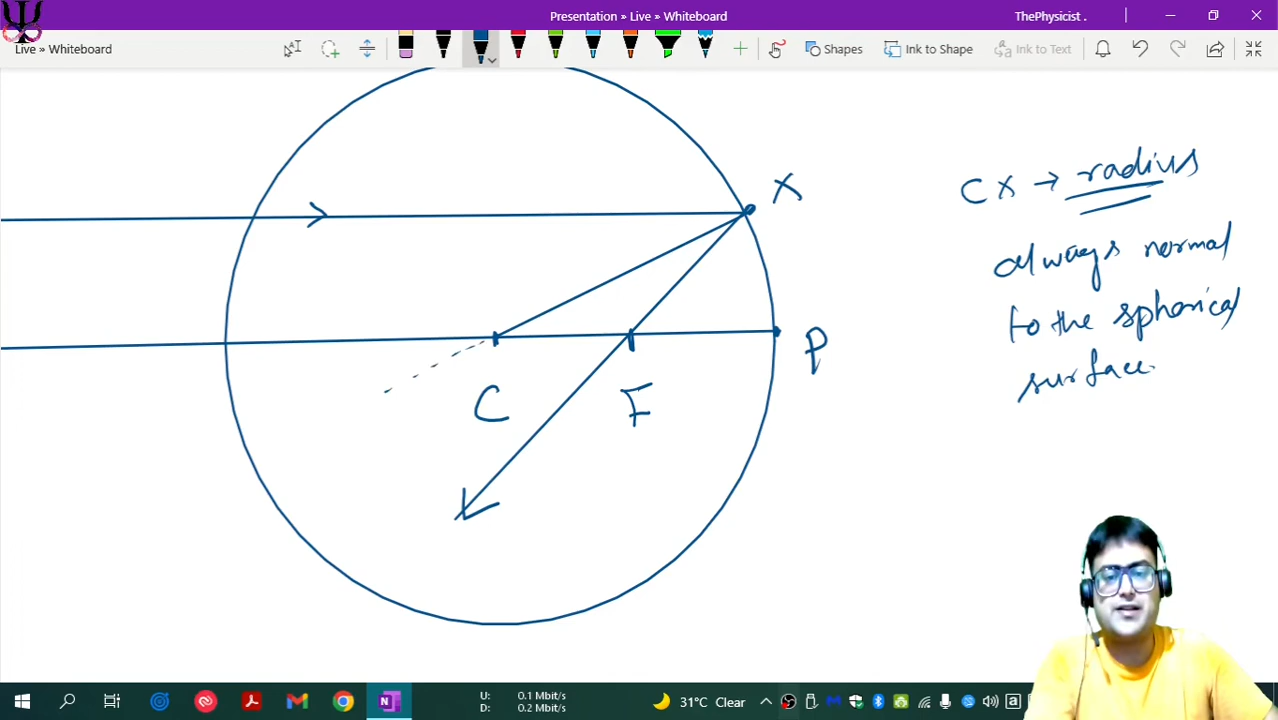 Ψ
Presentation » Live » Whiteboard
ThePhysicist .
Live » Whiteboard
Shapes
Ink to Shape
Ink to Text
X
CX → radius
always normal
to the spherical
surface.
P
C
F
U: 0.1 Mbit/s
D: 0.2 Mbit/s
31°C Clear